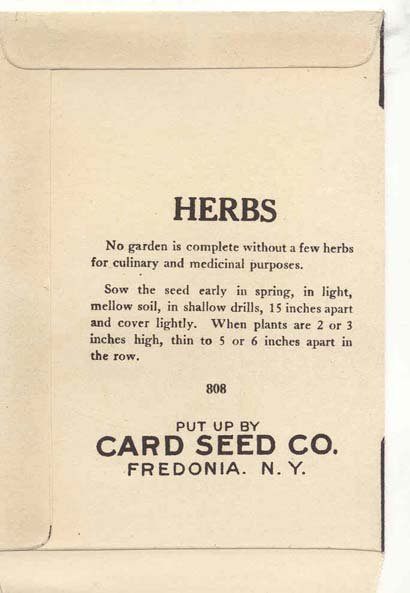 HERBS
No garden is complete without a few herbs
for culinary and medicinal purposes.
Sow the seed early in spring, in light,
mellow soil, in shallow drills, 15 inches apart
and cover lightly. When plants are 2 or 3
inches high, thin to 5 or 6 inches apart in
the row.
808
PUT UP BY
CARD SEED CO.
FREDONIA. N. Y.